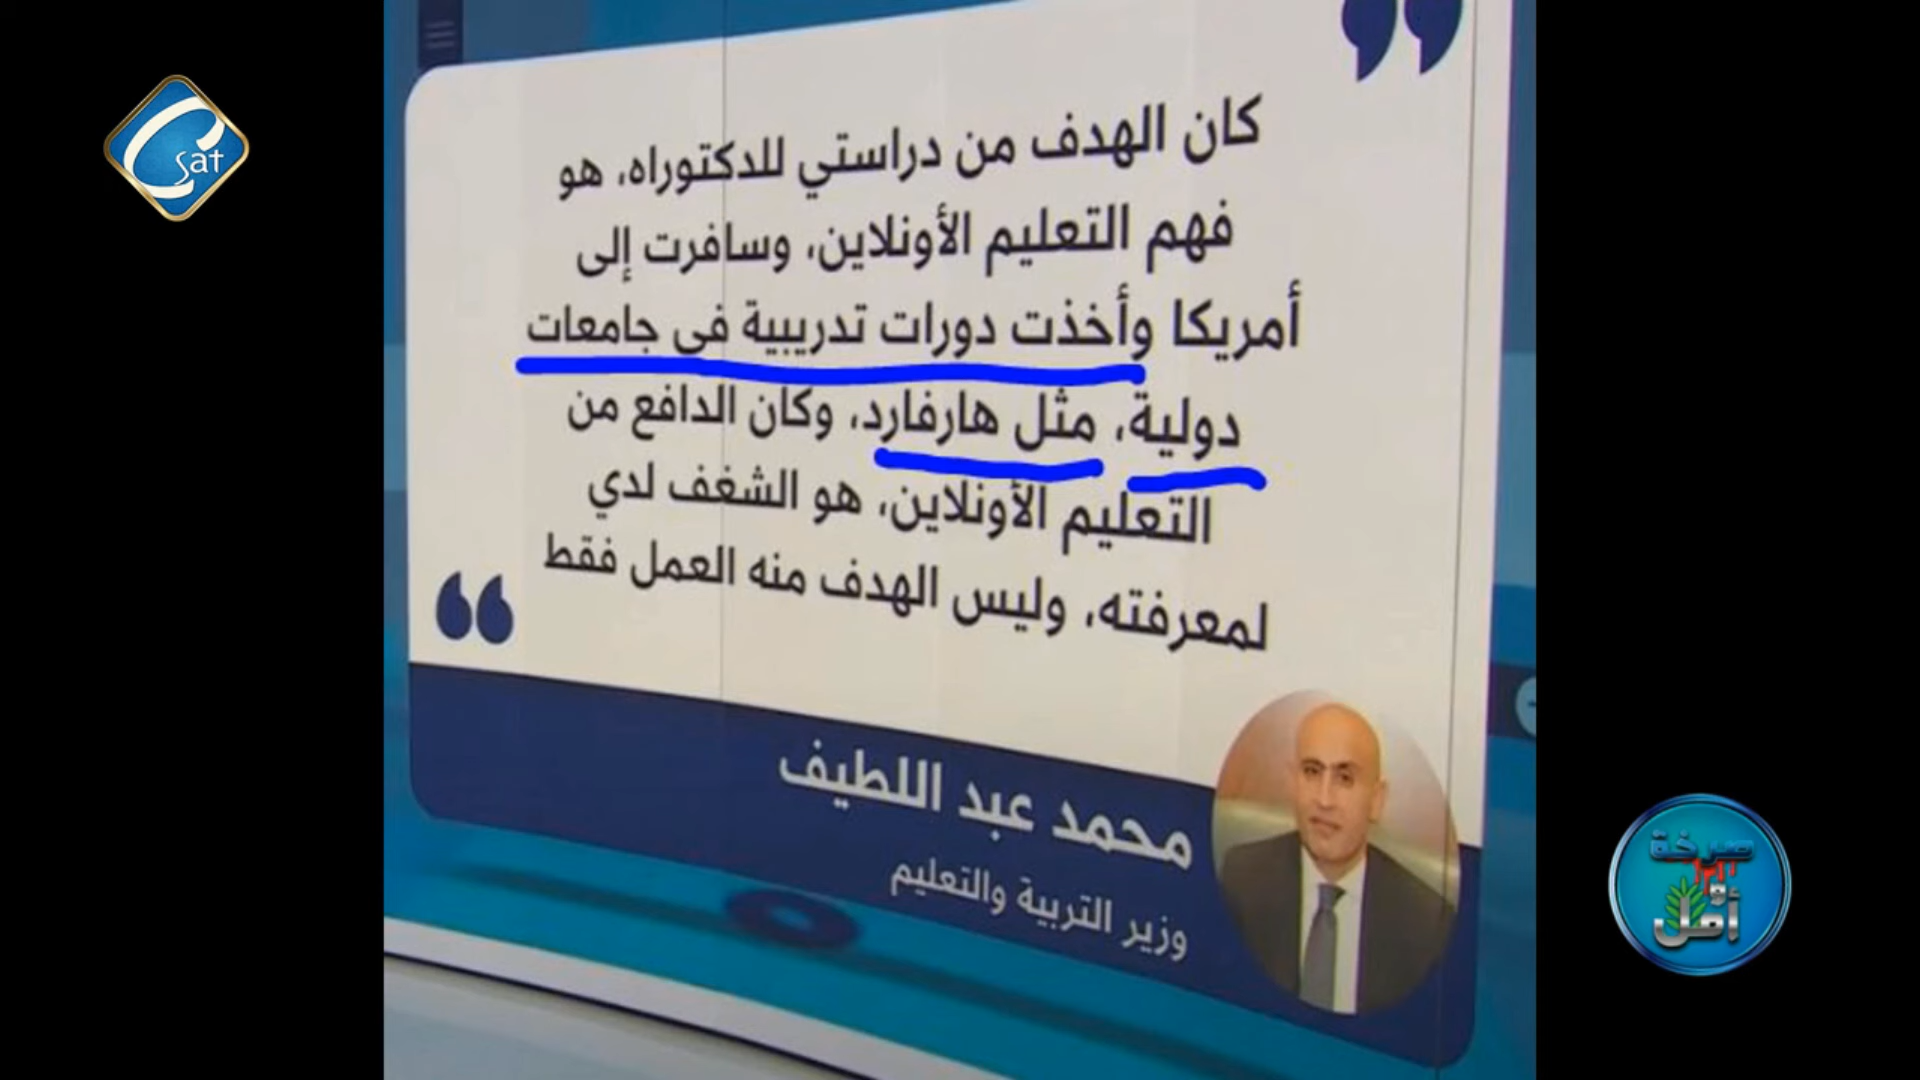 C
Sat
كان الهدف من دراستي للدكتوراه، هو
فهم التعليم الأونلاين، وسافرت إلى
أمريكا وأخذت دورات تدريبية في جامعات
دولية، مثل هارفارد، وكان الدافع من
التعليم الأونلاين، هو الشغف لدي
لمعرفته، وليس الهدف منه العمل فقط
محمد عبد اللطيف
وزير التربية والتعليم
صرخة
أمل